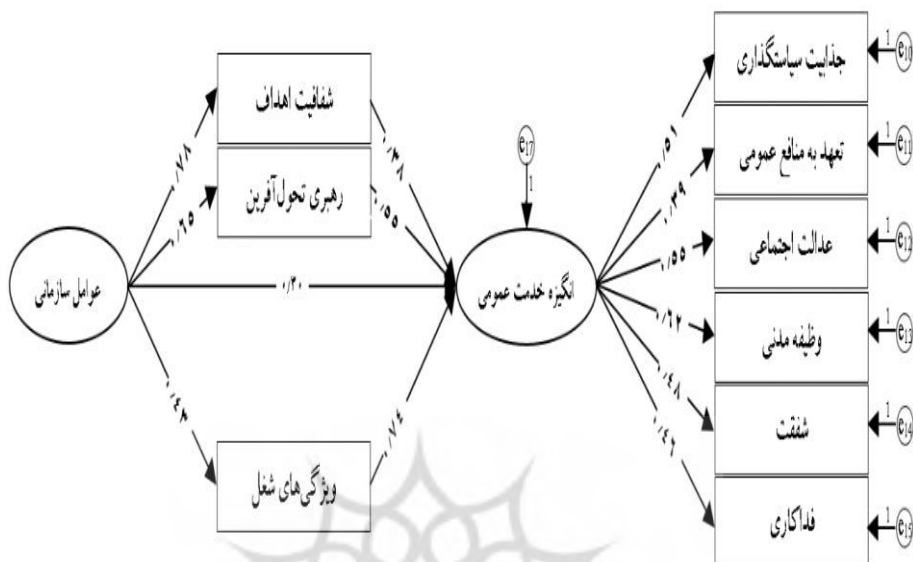 جذابیت سیاستگذاری
تعهد به منافع عمومی
عدالت اجتماعی
وظیفه مدنی
شفقت
فداکاری
1
e10
1
e11
1
e12
1
e13
1
e14
1
e15
۰/۵۱
۰/۳۹
۰/۵۵
۰/۶۲
۰/۴۸
۰/۴۶
e17
1
انگیزه خدمت عمومی
۰/۳۸
۰/۵۵
۰/۷۴
شفافیت اهداف
رهبری تحول‌آفرین
ویژگی‌های شغل
۰/۷۸
۰/۶۵
۰/۴۳
عوامل سازمانی